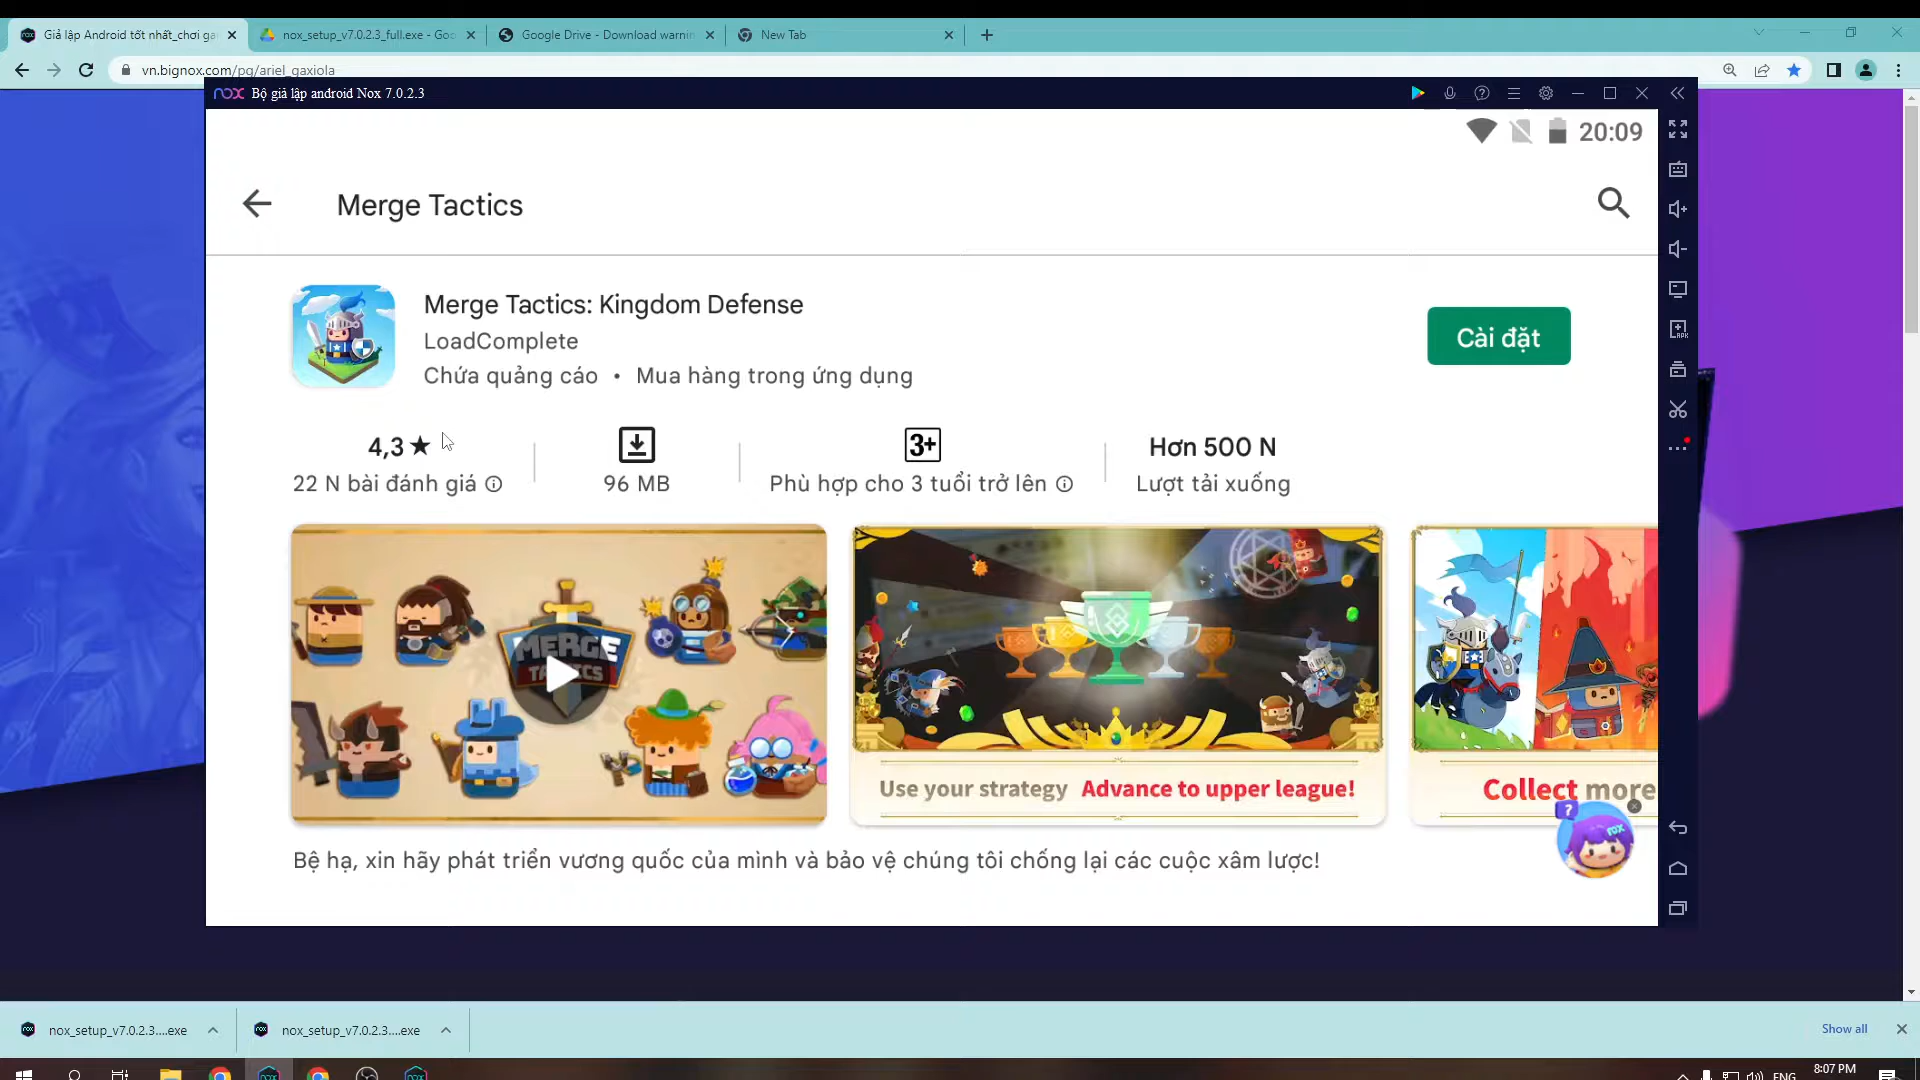 Giả lập Android tốt nhất_chơi ga
nox_setup_v7.0.2.3_full.exe - Goo
Google Drive - Download warnin
New Tab
vn.bignox.com/pg/ariel_gaxiola
nox Bộ giả lập android Nox 7.0.2.3
20:09
Merge Tactics
Merge Tactics: Kingdom Defense
LoadComplete
Chứa quảng cáo • Mua hàng trong ứng dụng
Cài đặt
4,3★
22 N bài đánh giá
96 MB
3+
Phù hợp cho 3 tuổi trở lên
Hơn 500 N
Lượt tải xuống
MERGE
TACTICS
Use your strategy Advance to upper league!
Collect more
nox
?
Bệ hạ, xin hãy phát triển vương quốc của mình và bảo vệ chúng tôi chống lại các cuộc xâm lược!
nox_setup_v7.0.2.3....exe
nox_setup_v7.0.2.3....exe
Show all
ENG
8:07 PM